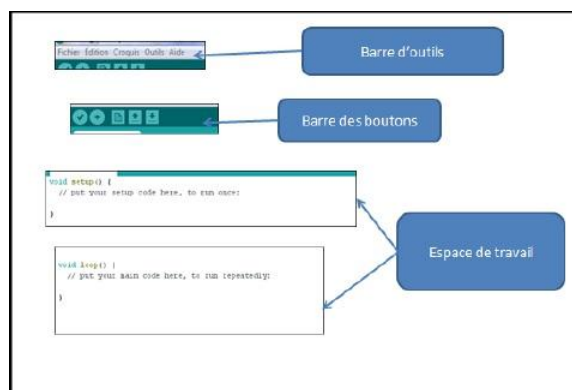 Fichier Édition Croquis Outils Aide
Barre d'outils
Barre des boutons
void setup() {
// put your setup code here, to run once:
}
void loop() {
// put your main code here, to run repeatedly:
}
Espace de travail